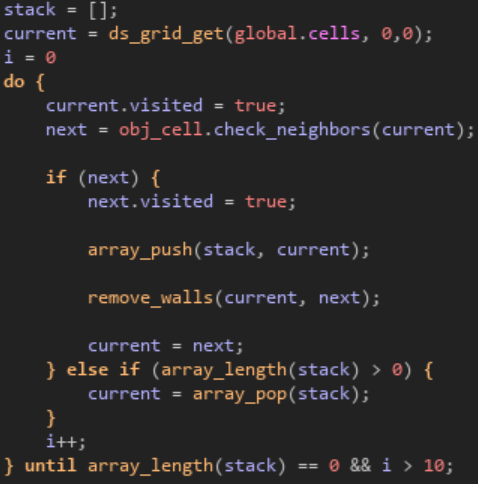 stack = [];
current = ds_grid_get(global.cells, 0,0);
i = 0
do {
    current.visited = true;
    next = obj_cell.check_neighbors(current);

    if (next) {
        next.visited = true;

        array_push(stack, current);

        remove_walls(current, next);

        current = next;
    } else if (array_length(stack) > 0) {
        current = array_pop(stack);
    }
    i++;
} until array_length(stack) == 0 && i > 10;